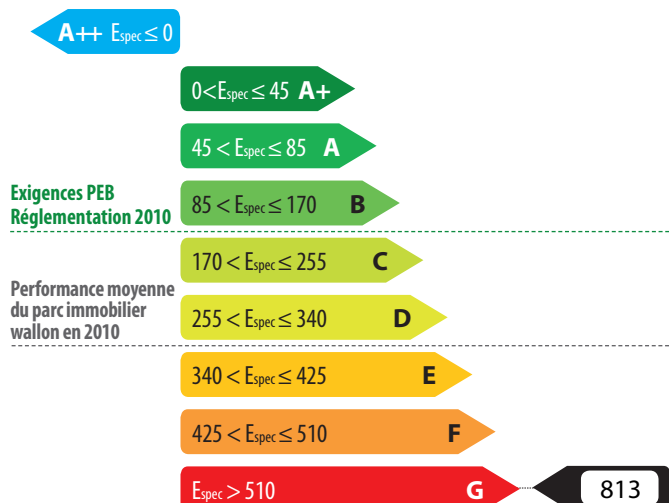 A++ Espec ≤ 0
0<Espec ≤ 45 A+
45 < Espec ≤ 85 A
Exigences PEB
Réglementation 2010
85 < Espec ≤ 170 B
170 < Espec ≤ 255 C
Performance moyenne
du parc immobilier
wallon en 2010
255 < Espec ≤ 340 D
340 < Espec ≤ 425 E
425 < Espec ≤ 510 F
Espec > 510 G 813